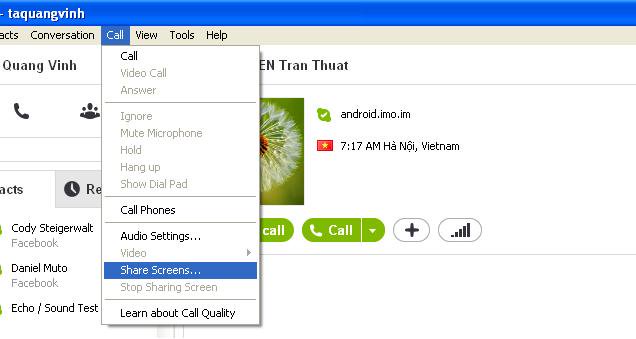 - taquangvinh
acts Conversation Call View Tools Help
Quang Vinh
EN Tran Thuat
Call
Video Call
Answer
Ignore
Mute Microphone
Hold
Hang up
Show Dial Pad
Call Phones
Audio Settings...
Video
Share Screens...
Stop Sharing Screen
Learn about Call Quality
android.imo.im
7:17 AM Hà Nội, Vietnam
call
Call
acts
Re
Cody Steigerwalt
Facebook
Daniel Muto
Facebook
Echo / Sound Test